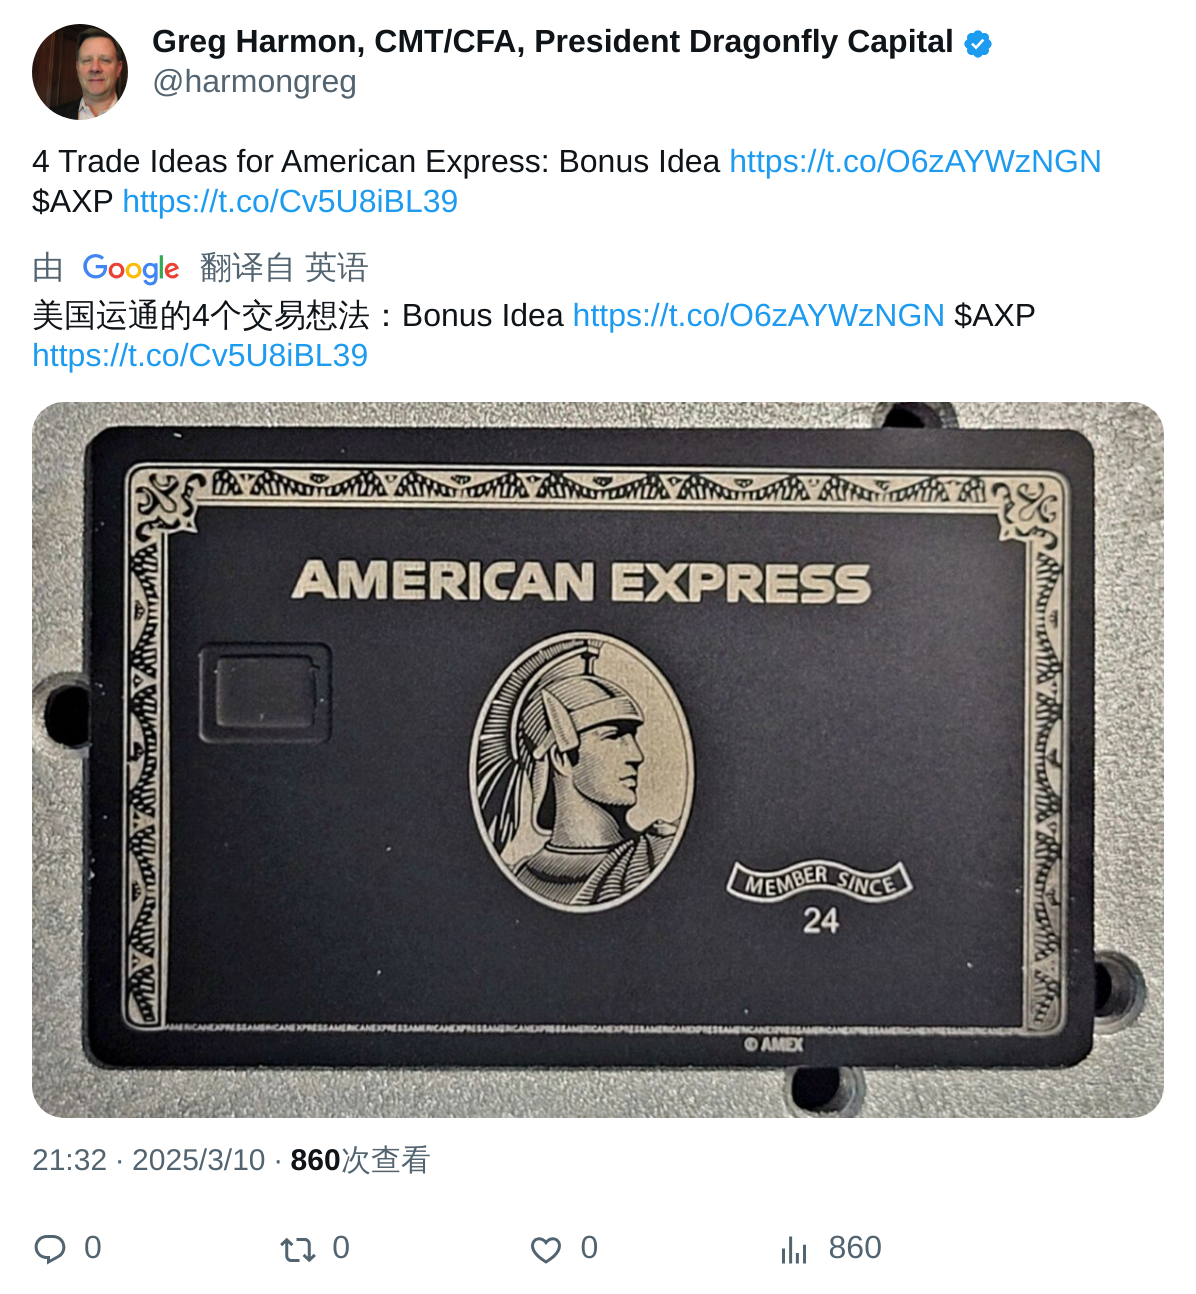 Greg Harmon, CMT/CFA, President Dragonfly Capital
@harmongreg
4 Trade Ideas for American Express: Bonus Idea https://t.co/O6zAYWzNGN
$AXP https://t.co/Cv5U8iBL39
由 Google 翻译自 英语
美国运通的4个交易想法：Bonus Idea https://t.co/O6zAYWzNGN $AXP
https://t.co/Cv5U8iBL39
AMERICAN EXPRESS
MEMBER SINCE
24
© AMEX
21:32 · 2025/3/10 · 860次查看
0 0 0 860